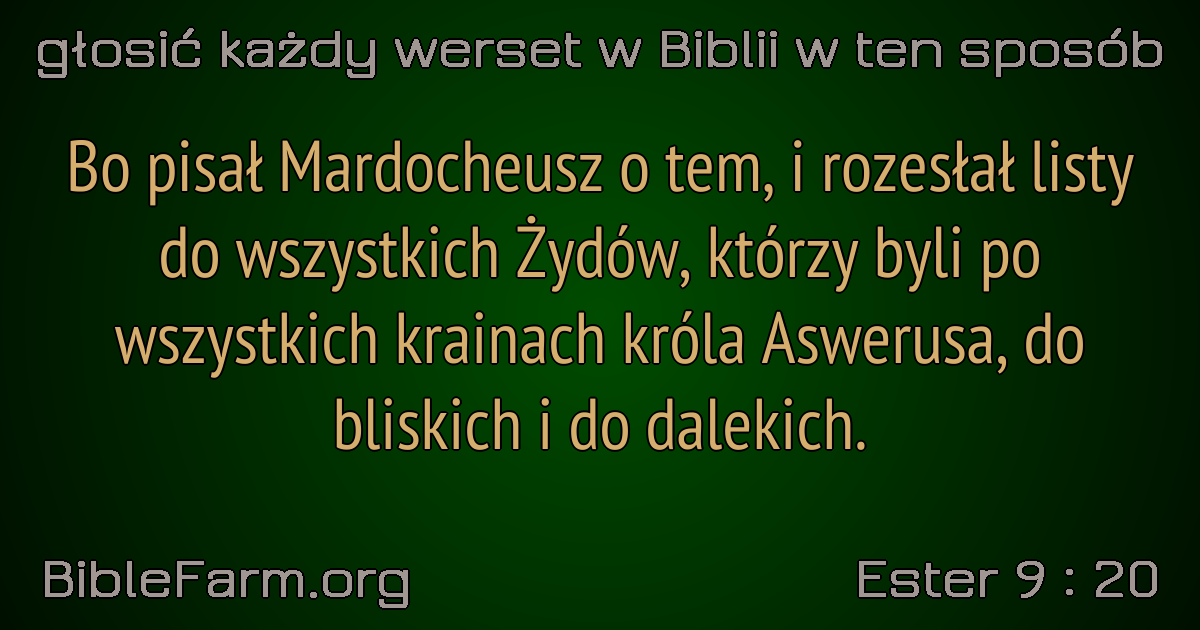 głosić każdy werset w Biblii w ten sposób
Bo pisał Mardocheusz o tem, i rozesłał listy
do wszystkich Żydów, którzy byli po
wszystkich krainach króla Aswerusa, do
bliskich i do dalekich.
BibleFarm.org
Ester 9 : 20